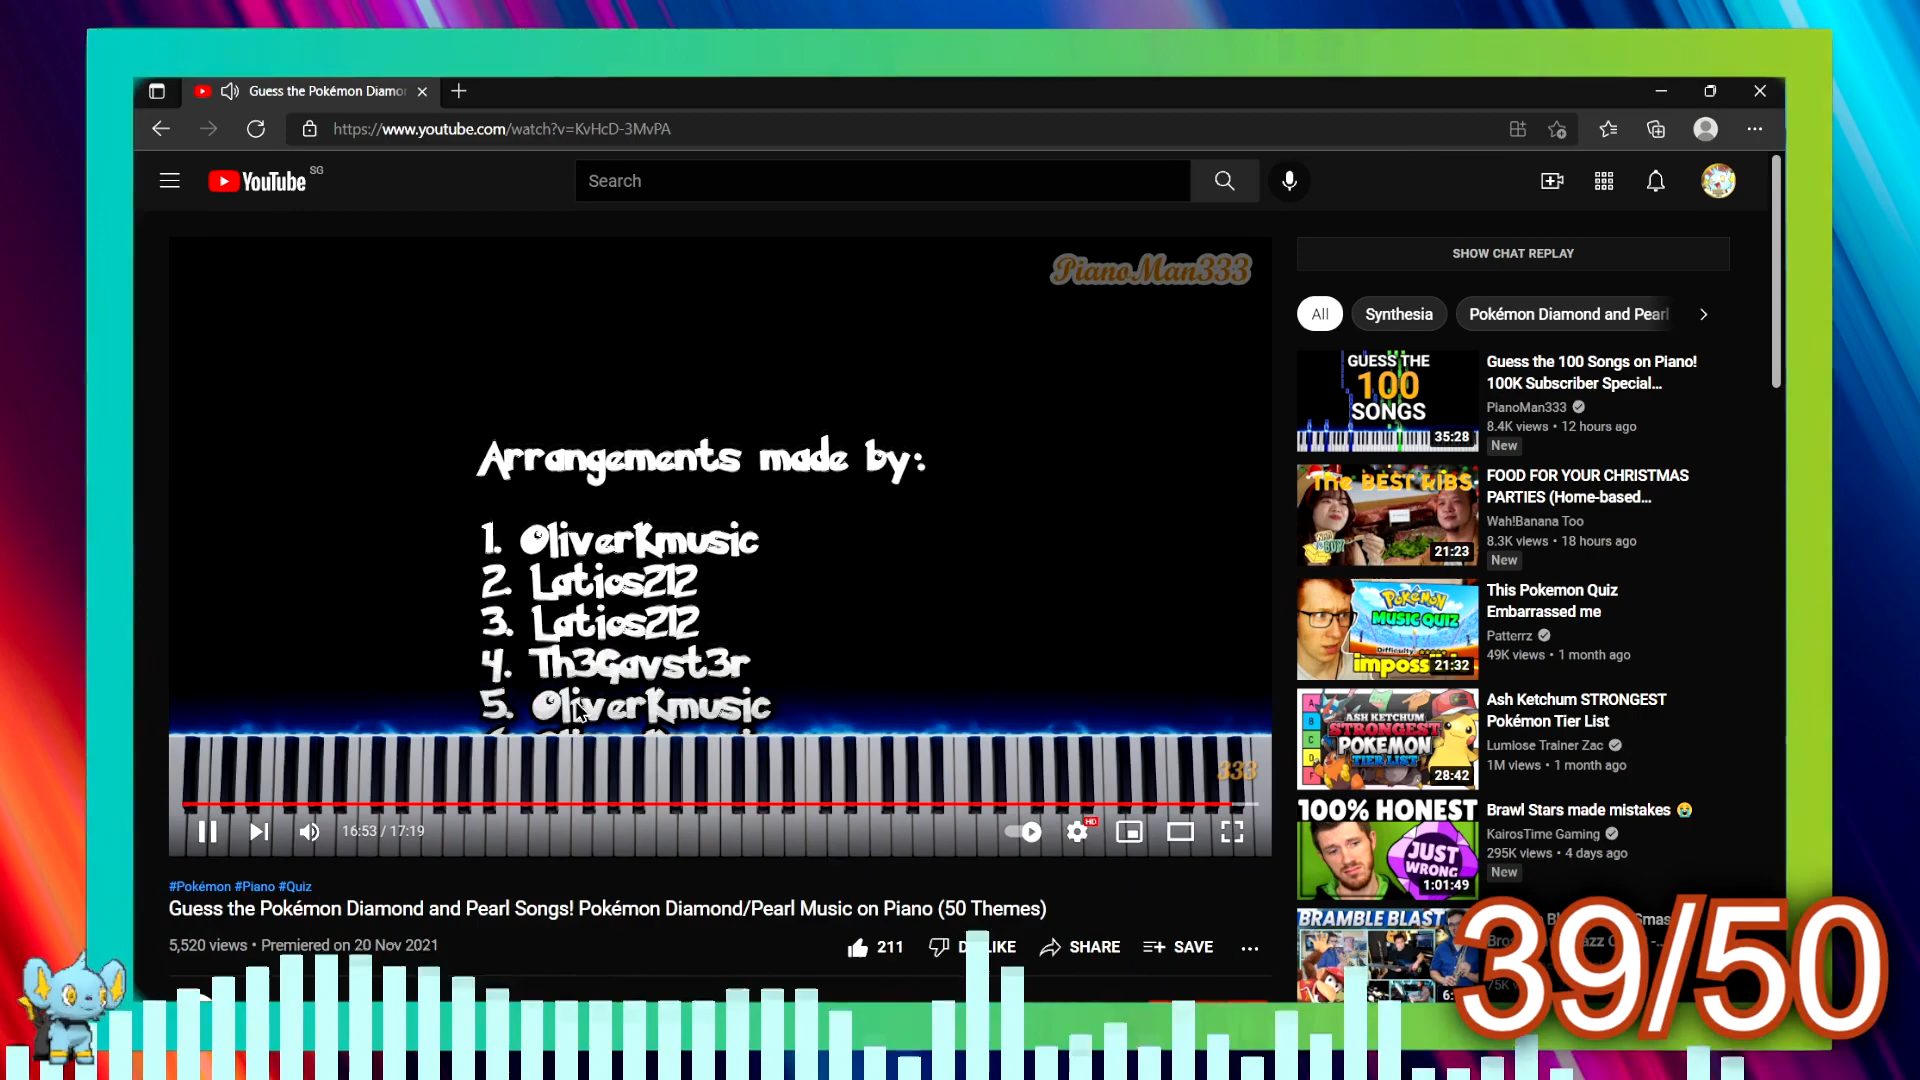 Guess the Pokémon Diamo
https://www.youtube.com/watch?v=KvHcD-3MvPA
YouTube SG
Search
PianoMan333
Arrangements made by:
1. OliverKmusic
2. Latios212
3. Latios212
4. Th3Gavst3r
5. OliverKmusic
333
16:53 / 17:19
HD
#Pokémon #Piano #Quiz
Guess the Pokémon Diamond and Pearl Songs! Pokémon Diamond/Pearl Music on Piano (50 Themes)
5,520 views • Premiered on 20 Nov 2021
211
SHARE
SAVE
SHOW CHAT REPLAY
All
Synthesia
Pokémon Diamond and Pearl
GUESS THE
100
SONGS
35:28
Guess the 100 Songs on Piano!
100K Subscriber Special...
PianoMan333
8.4K views • 12 hours ago
New
The BEST RIBS
21:23
FOOD FOR YOUR CHRISTMAS
PARTIES (Home-based...
Wah!Banana Too
8.3K views • 18 hours ago
New
POKÉMON
MUSIC QUIZ
Difficulty
imposs
21:32
This Pokemon Quiz
Embarrassed me
Patterrz
49K views • 1 month ago
A
B
C
D
F
ASH KETCHUM
STRONGEST
POKEMON
TIER LIST
28:42
Ash Ketchum STRONGEST
Pokémon Tier List
Lumiose Trainer Zac
1M views • 1 month ago
100% HONEST
JUST
WRONG
1:01:49
Brawl Stars made mistakes 😭
KairosTime Gaming
295K views • 4 days ago
New
BRAMBLE BLAST
39/50